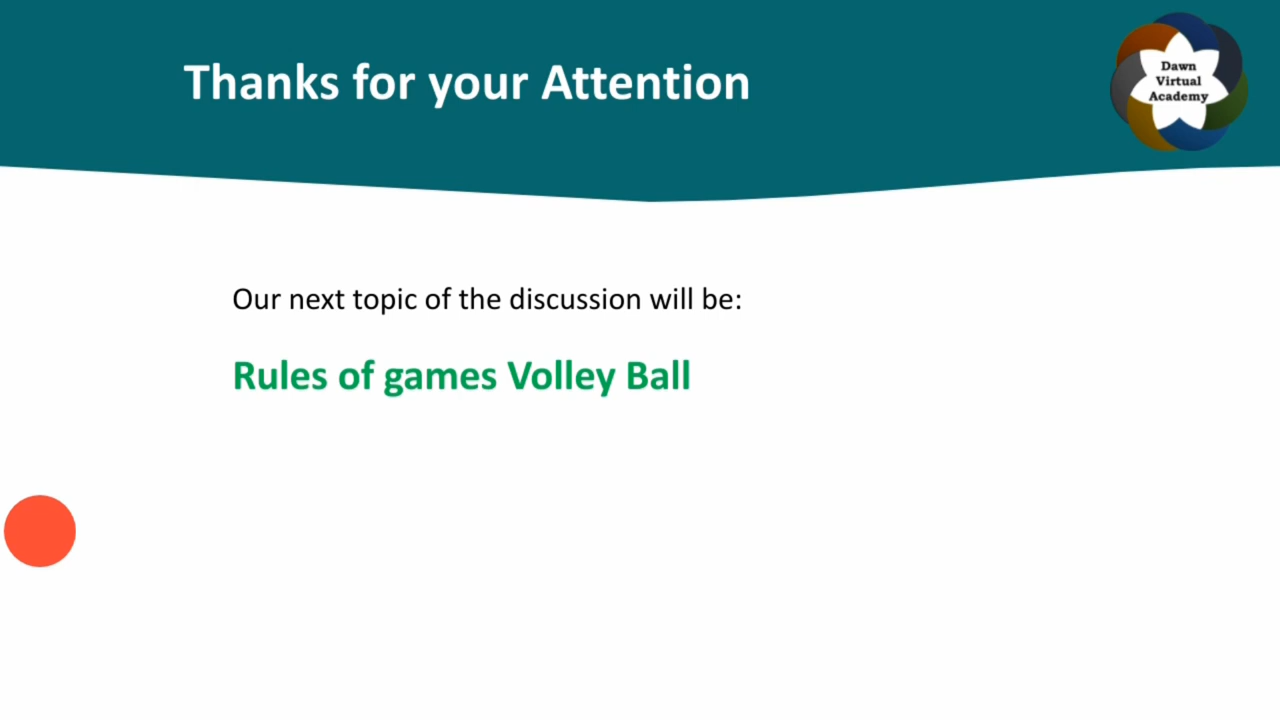 Thanks for your Attention
Dawn
Virtual
Academy
Our next topic of the discussion will be:
Rules of games Volley Ball